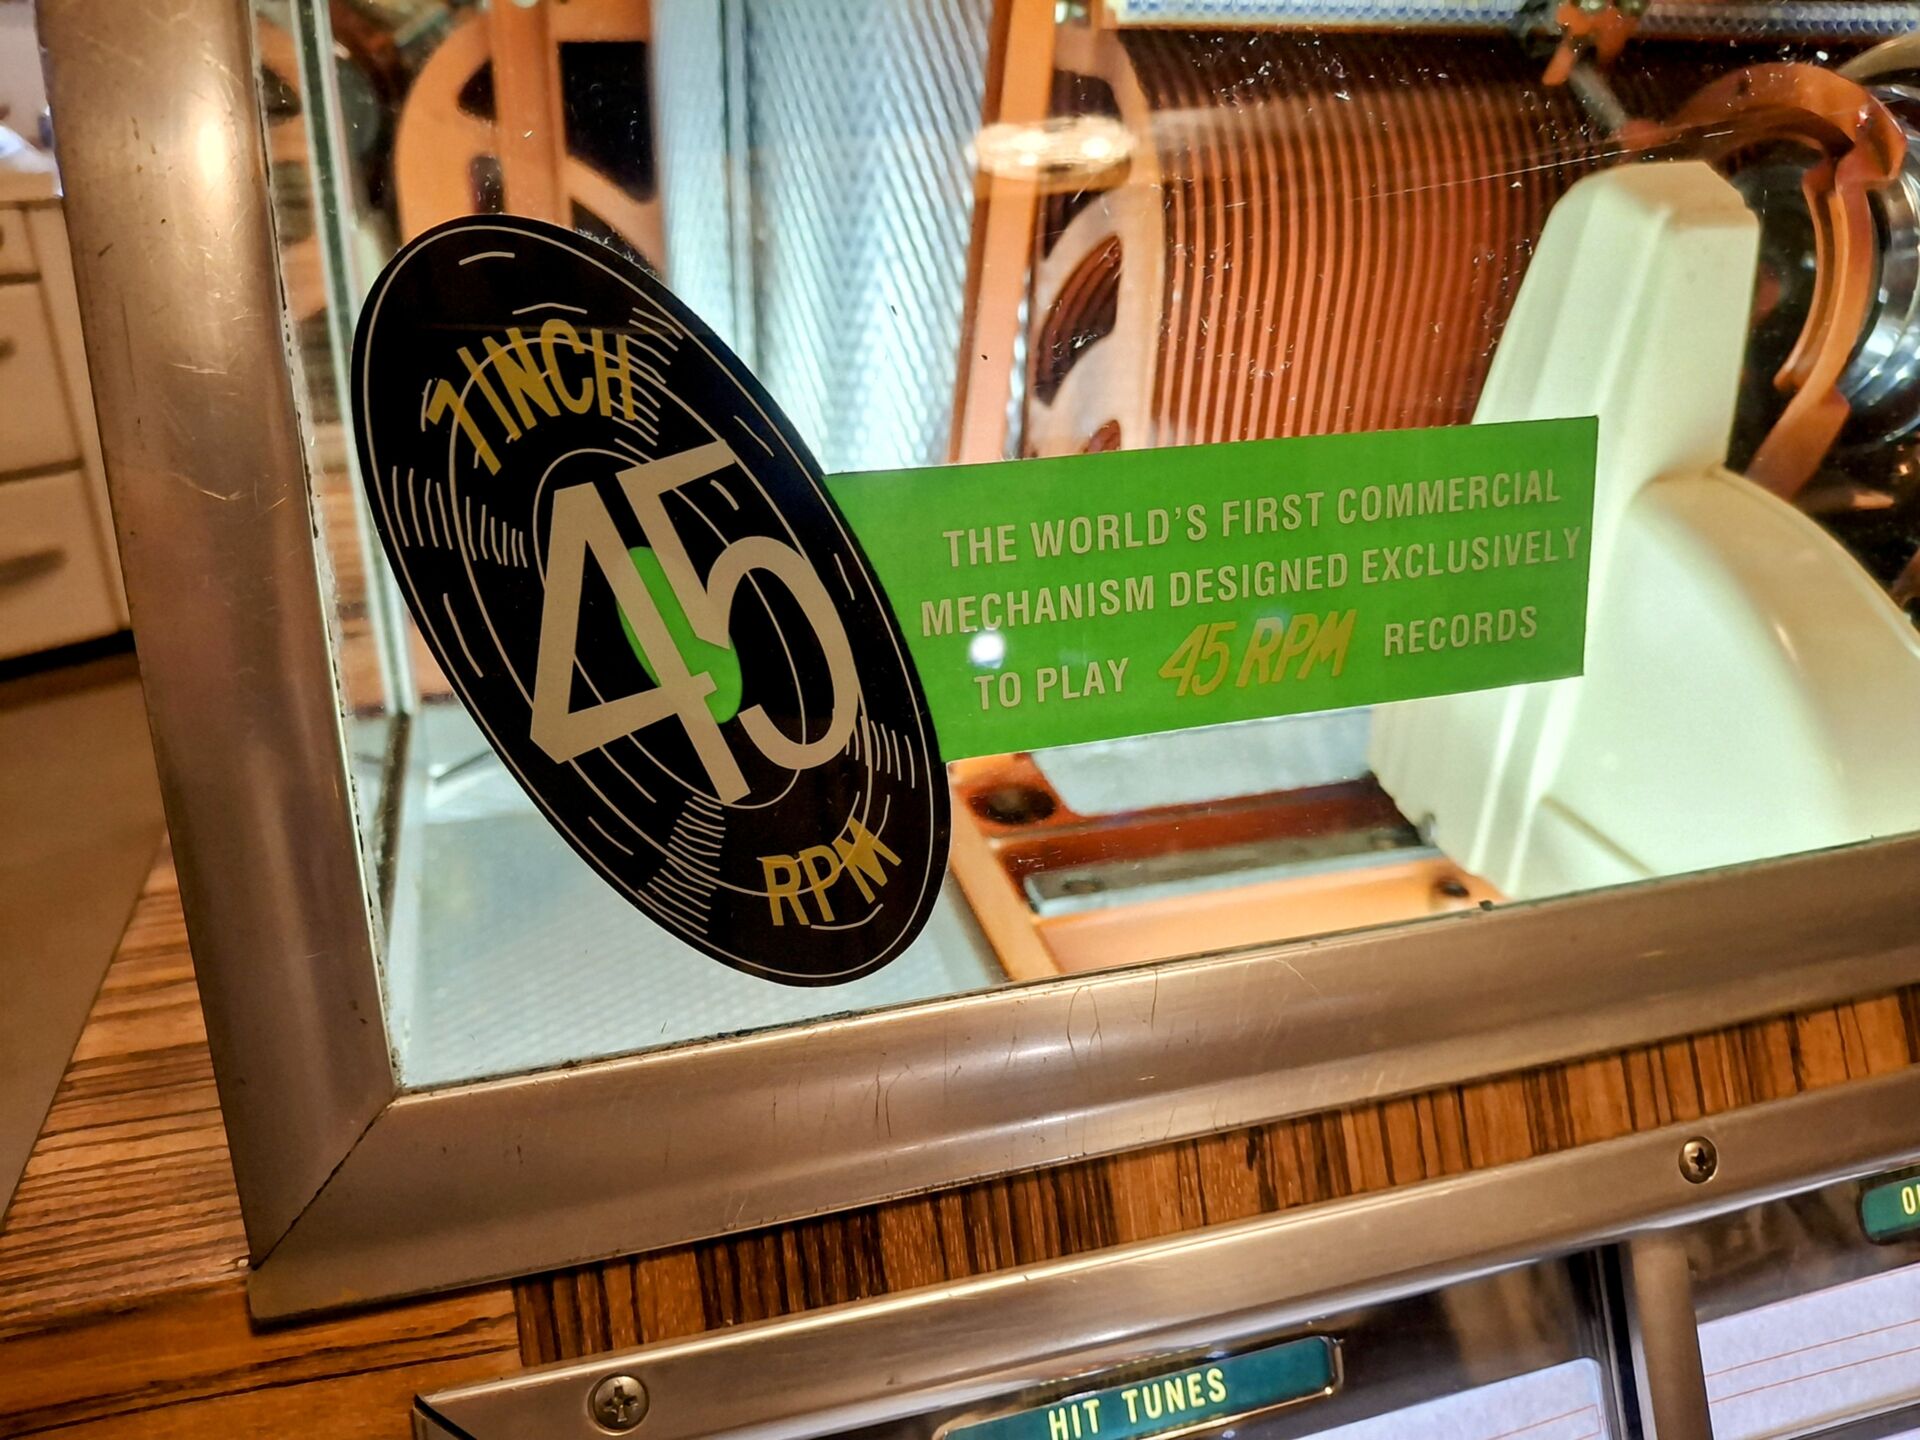 7 INCH
45
RPM
THE WORLD'S FIRST COMMERCIAL
MECHANISM DESIGNED EXCLUSIVELY
TO PLAY 45 RPM RECORDS
HIT TUNES